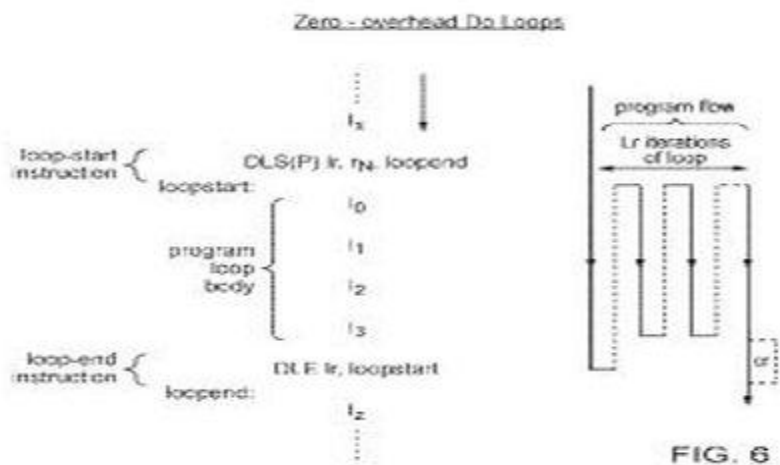 Zero - overhead Do Loops
Ix
loop-start instruction
DLS(P) lr, rN, loopend
loopstart:
I0
I1
program loop body
I2
I3
loop-end instruction
DLE lr, loopstart
loopend:
Iz
program flow
Lr iterations
of loop
or
FIG. 6